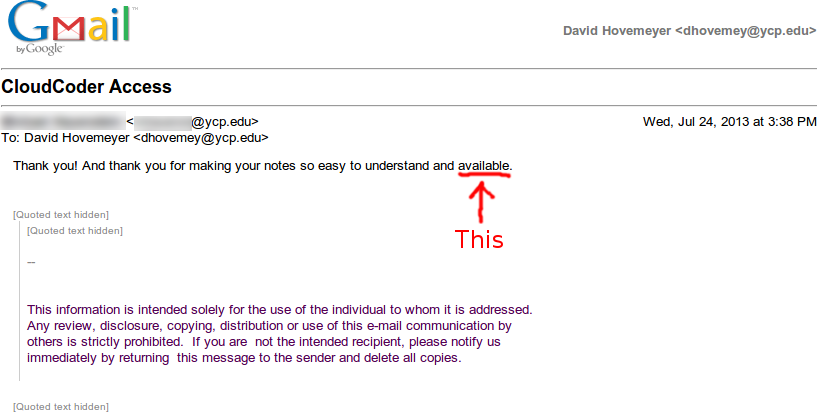 Gmail™
by Google
David Hovemeyer <dhovemey@ycp.edu>
CloudCoder Access
< @ycp.edu> Wed, Jul 24, 2013 at 3:38 PM
To: David Hovemeyer <dhovemey@ycp.edu>
Thank you! And thank you for making your notes so easy to understand and available.
This
[Quoted text hidden]
[Quoted text hidden]
--
This information is intended solely for the use of the individual to whom it is addressed.
Any review, disclosure, copying, distribution or use of this e-mail communication by
others is strictly prohibited.  If you are  not the intended recipient, please notify us
immediately by returning  this message to the sender and delete all copies.
[Quoted text hidden]